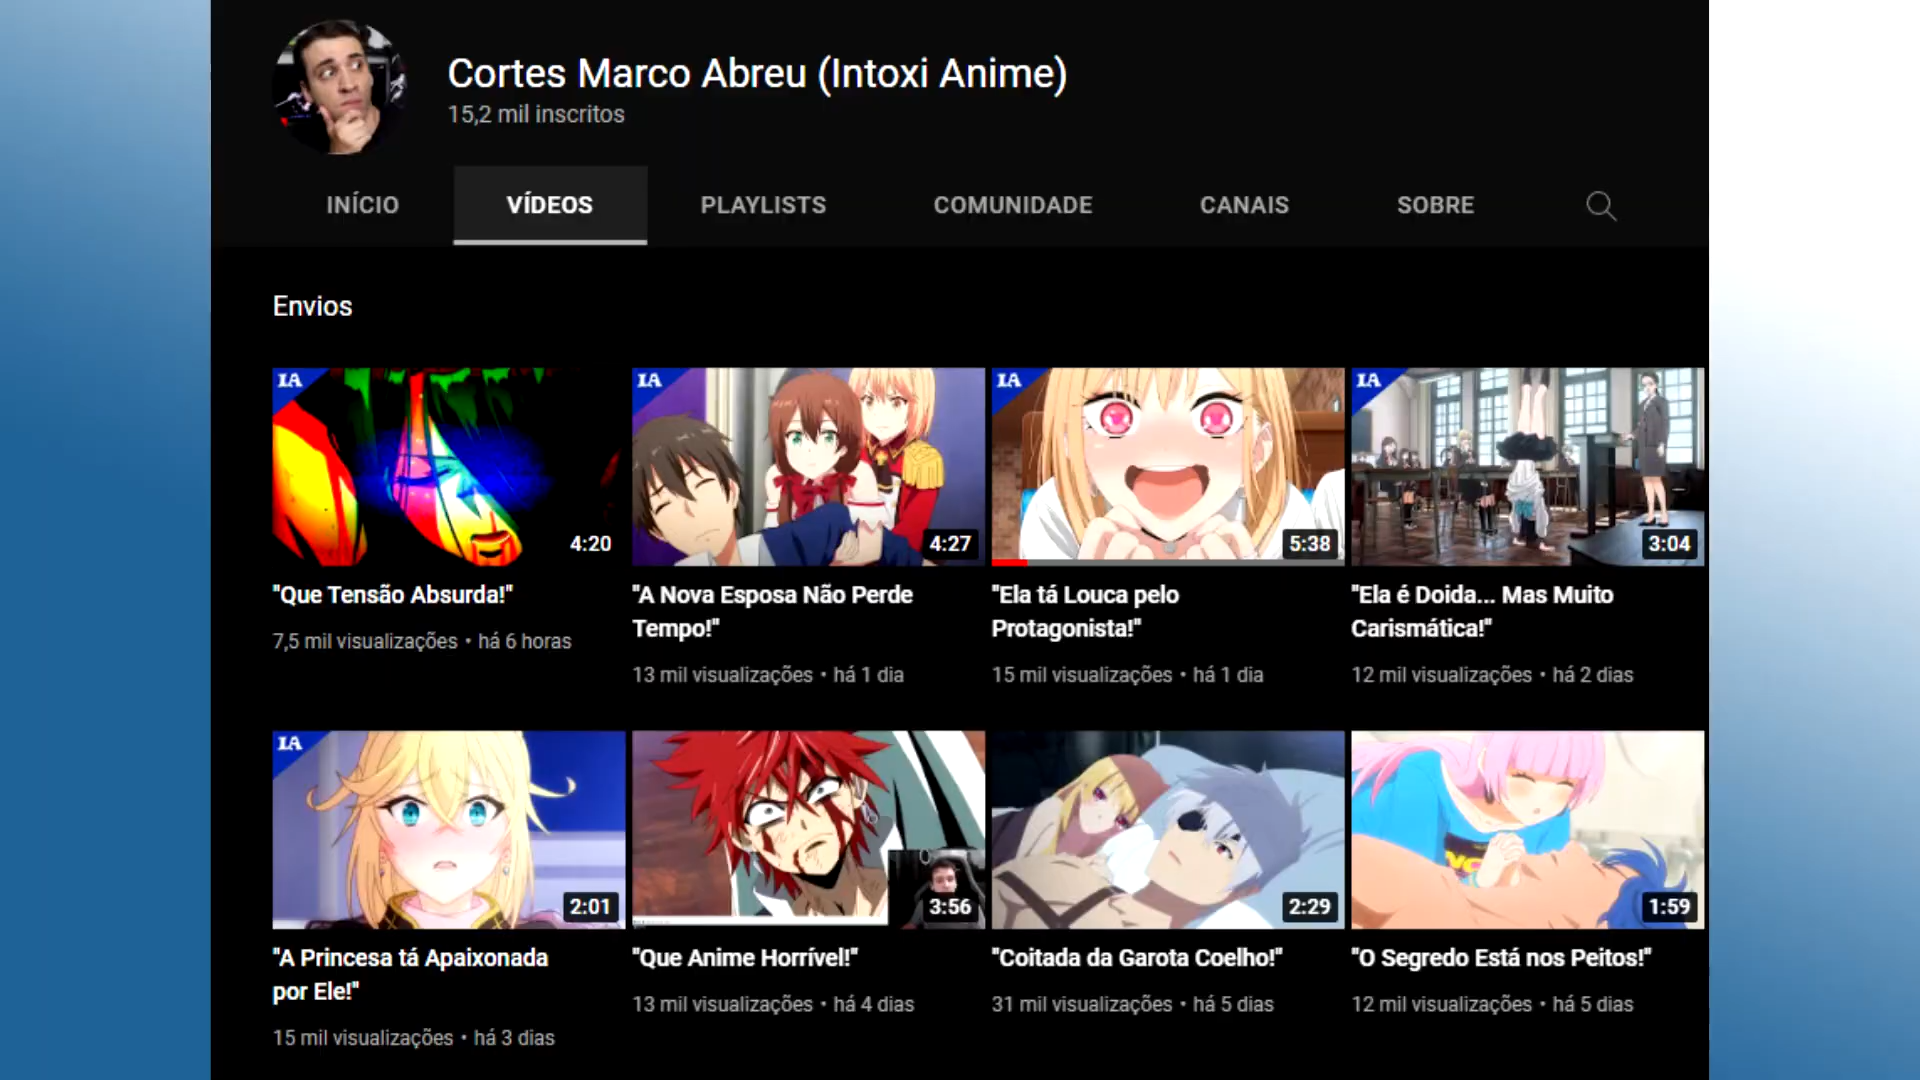 Cortes Marco Abreu (Intoxi Anime)
15,2 mil inscritos
INÍCIO VÍDEOS PLAYLISTS COMUNIDADE CANAIS SOBRE
Envios
IA IA IA IA
4:20 4:27 5:38 3:04
"Que Tensão Absurda!"
7,5 mil visualizações • há 6 horas
"A Nova Esposa Não Perde
Tempo!"
13 mil visualizações • há 1 dia
"Ela tá Louca pelo
Protagonista!"
15 mil visualizações • há 1 dia
"Ela é Doida... Mas Muito
Carismática!"
12 mil visualizações • há 2 dias
IA
2:01 3:56 2:29 1:59
"A Princesa tá Apaixonada
por Ele!"
15 mil visualizações • há 3 dias
"Que Anime Horrível!"
13 mil visualizações • há 4 dias
"Coitada da Garota Coelho!"
31 mil visualizações • há 5 dias
"O Segredo Está nos Peitos!"
12 mil visualizações • há 5 dias